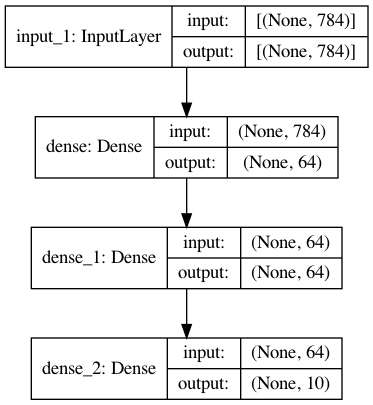 input_1: InputLayer
input: [(None, 784)]
output: [(None, 784)]
dense: Dense
input: (None, 784)
output: (None, 64)
dense_1: Dense
input: (None, 64)
output: (None, 64)
dense_2: Dense
input: (None, 64)
output: (None, 10)